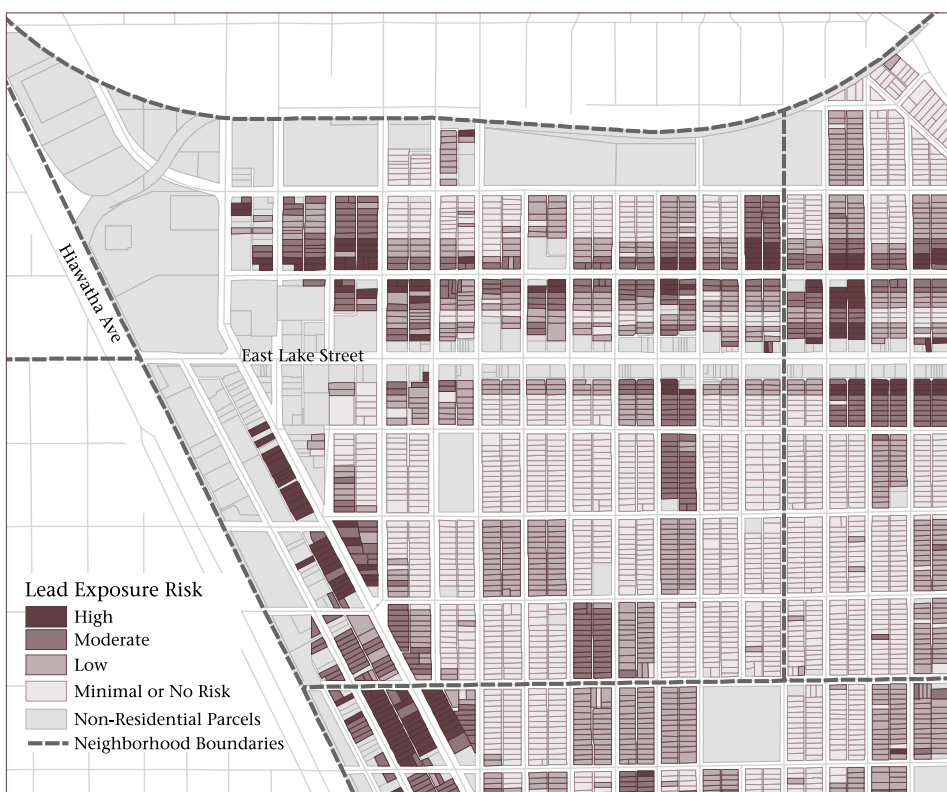 Hiawatha Ave
East Lake Street
Lead Exposure Risk
High
Moderate
Low
Minimal or No Risk
Non-Residential Parcels
Neighborhood Boundaries